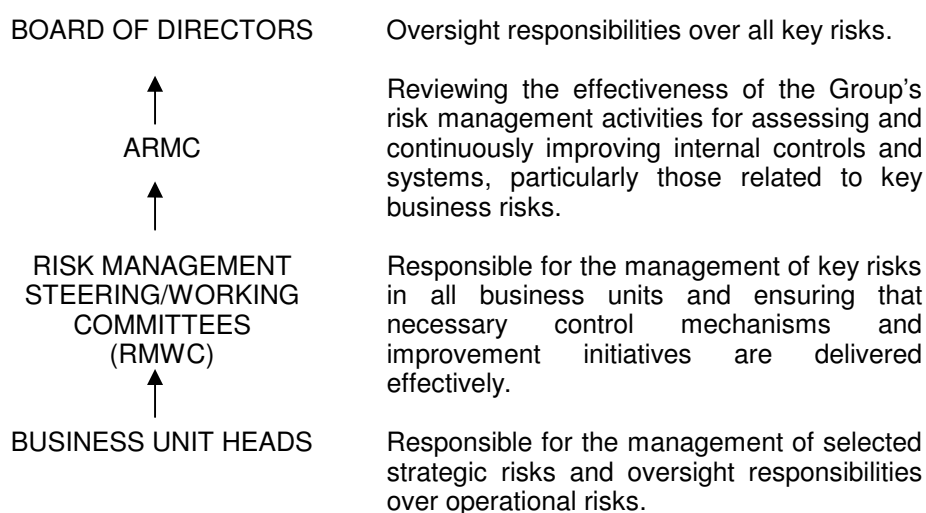 BOARD OF DIRECTORS
Oversight responsibilities over all key risks.
ARMC
Reviewing the effectiveness of the Group's
risk management activities for assessing and
continuously improving internal controls and
systems, particularly those related to key
business risks.
RISK MANAGEMENT
STEERING/WORKING
COMMITTEES
(RMWC)
Responsible for the management of key risks
in all business units and ensuring that
necessary control mechanisms and
improvement initiatives are delivered
effectively.
BUSINESS UNIT HEADS
Responsible for the management of selected
strategic risks and oversight responsibilities
over operational risks.